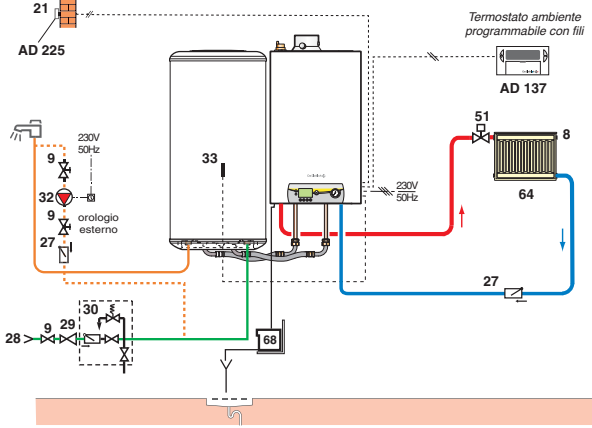 21
AD 225
Termostato ambiente
programmabile con fili
AD 137
51
8
64
230V
50Hz
9
33
32
9
orologio
esterno
27
230V
50Hz
27
30
28
9
29
68